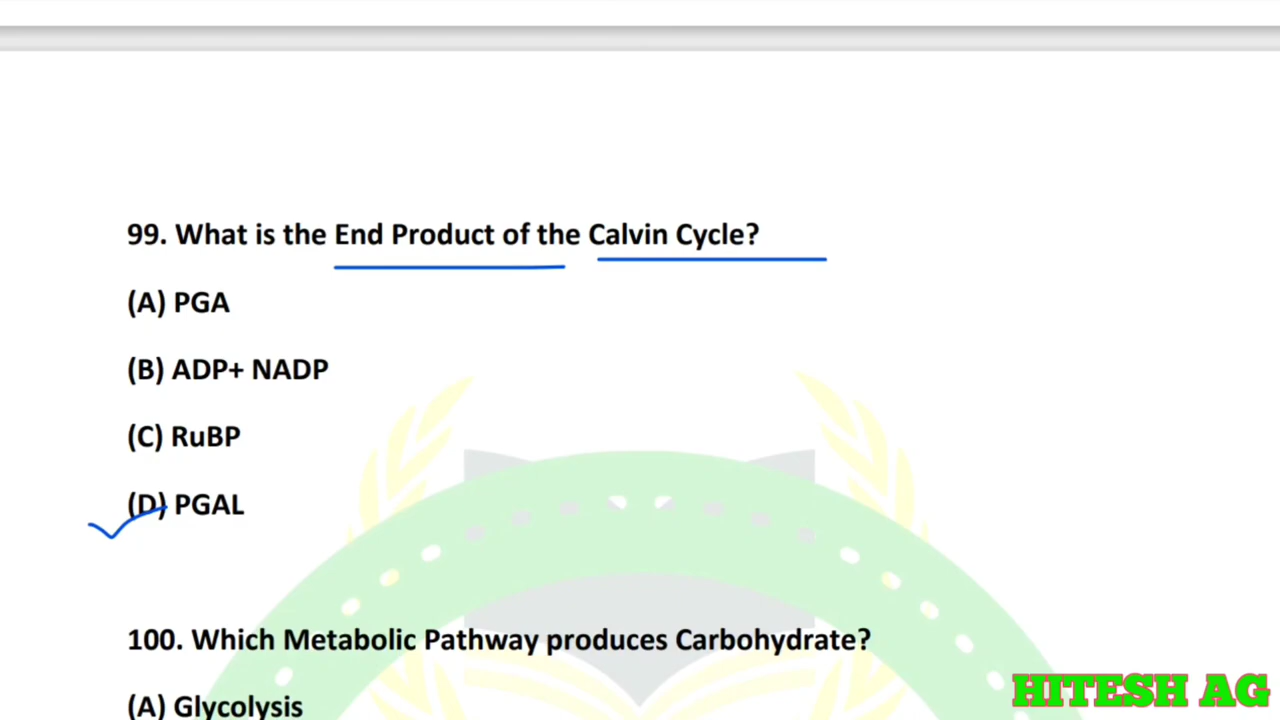 99. What is the End Product of the Calvin Cycle?
(A) PGA
(B) ADP+ NADP
(C) RuBP
(D) PGAL
100. Which Metabolic Pathway produces Carbohydrate?
(A) Glycolysis
HITESH AG